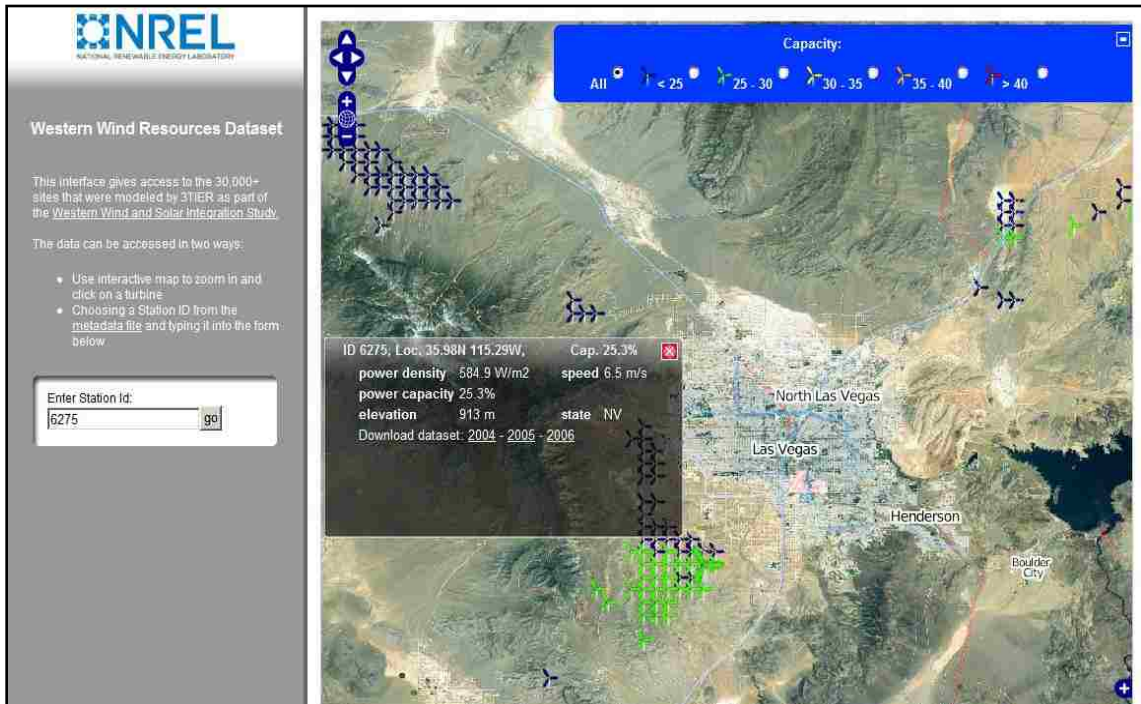 NREL
NATIONAL RENEWABLE ENERGY LABORATORY
Western Wind Resources Dataset
This interface gives access to the 30,000+
sites that were modeled by 3TIER as part of
the Western Wind and Solar Integration Study.
The data can be accessed in two ways:
• Use interactive map to zoom in and
click on a turbine
• Choosing a Station ID from the
metadata file and typing it into the form
below
Enter Station Id:
6275 go
Capacity:
All < 25 25 - 30 30 - 35 35 - 40 > 40
ID 6275, Loc. 35.98N 115.29W, Cap. 25.3%
power density 584.9 W/m2 speed 6.5 m/s
power capacity 25.3%
elevation 913 m state NV
Download dataset: 2004 - 2005 - 2006
North Las Vegas
Las Vegas
Henderson
Boulder
City